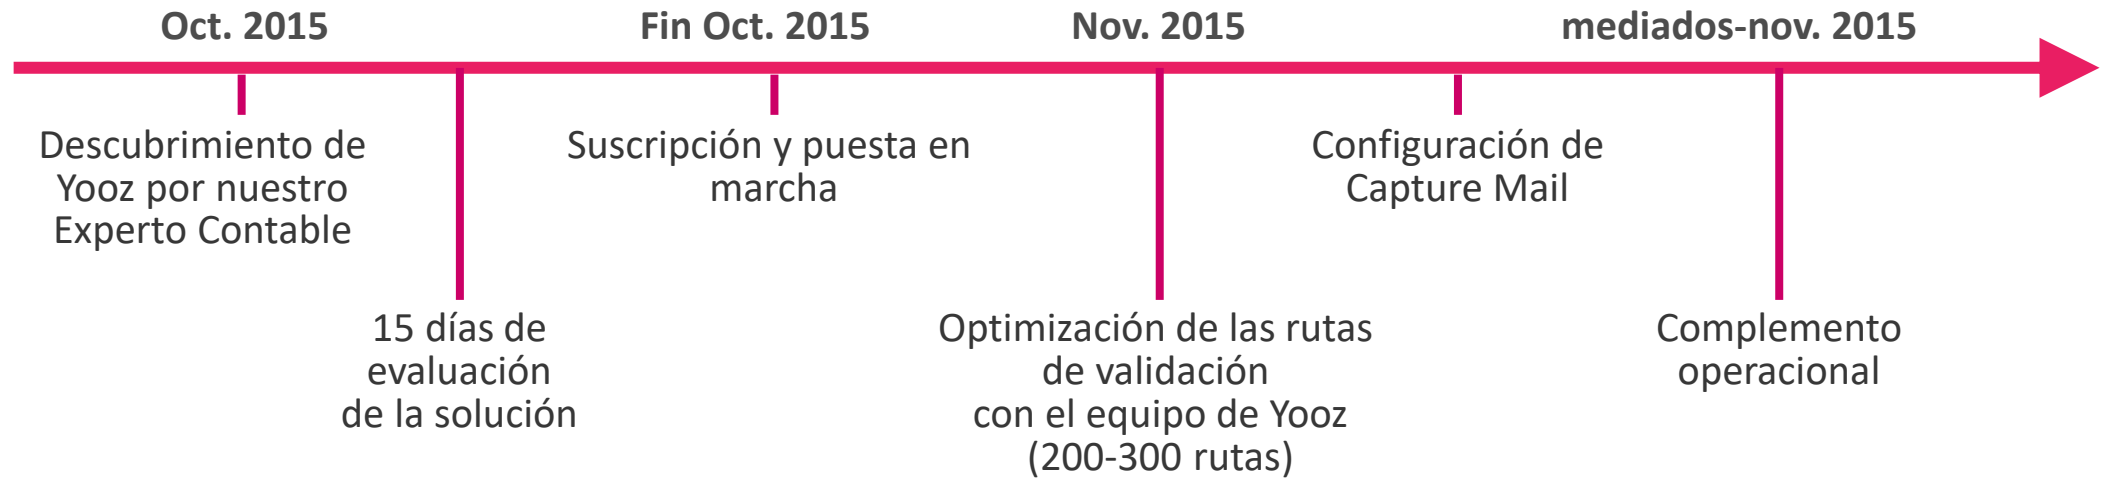 Oct. 2015
Fin Oct. 2015
Nov. 2015
mediados-nov. 2015
Descubrimiento de
Yooz por nuestro
Experto Contable
15 días de
evaluación
de la solución
Suscripción y puesta en
marcha
Optimización de las rutas
de validación
con el equipo de Yooz
(200-300 rutas)
Configuración de
Capture Mail
Complemento
operacional